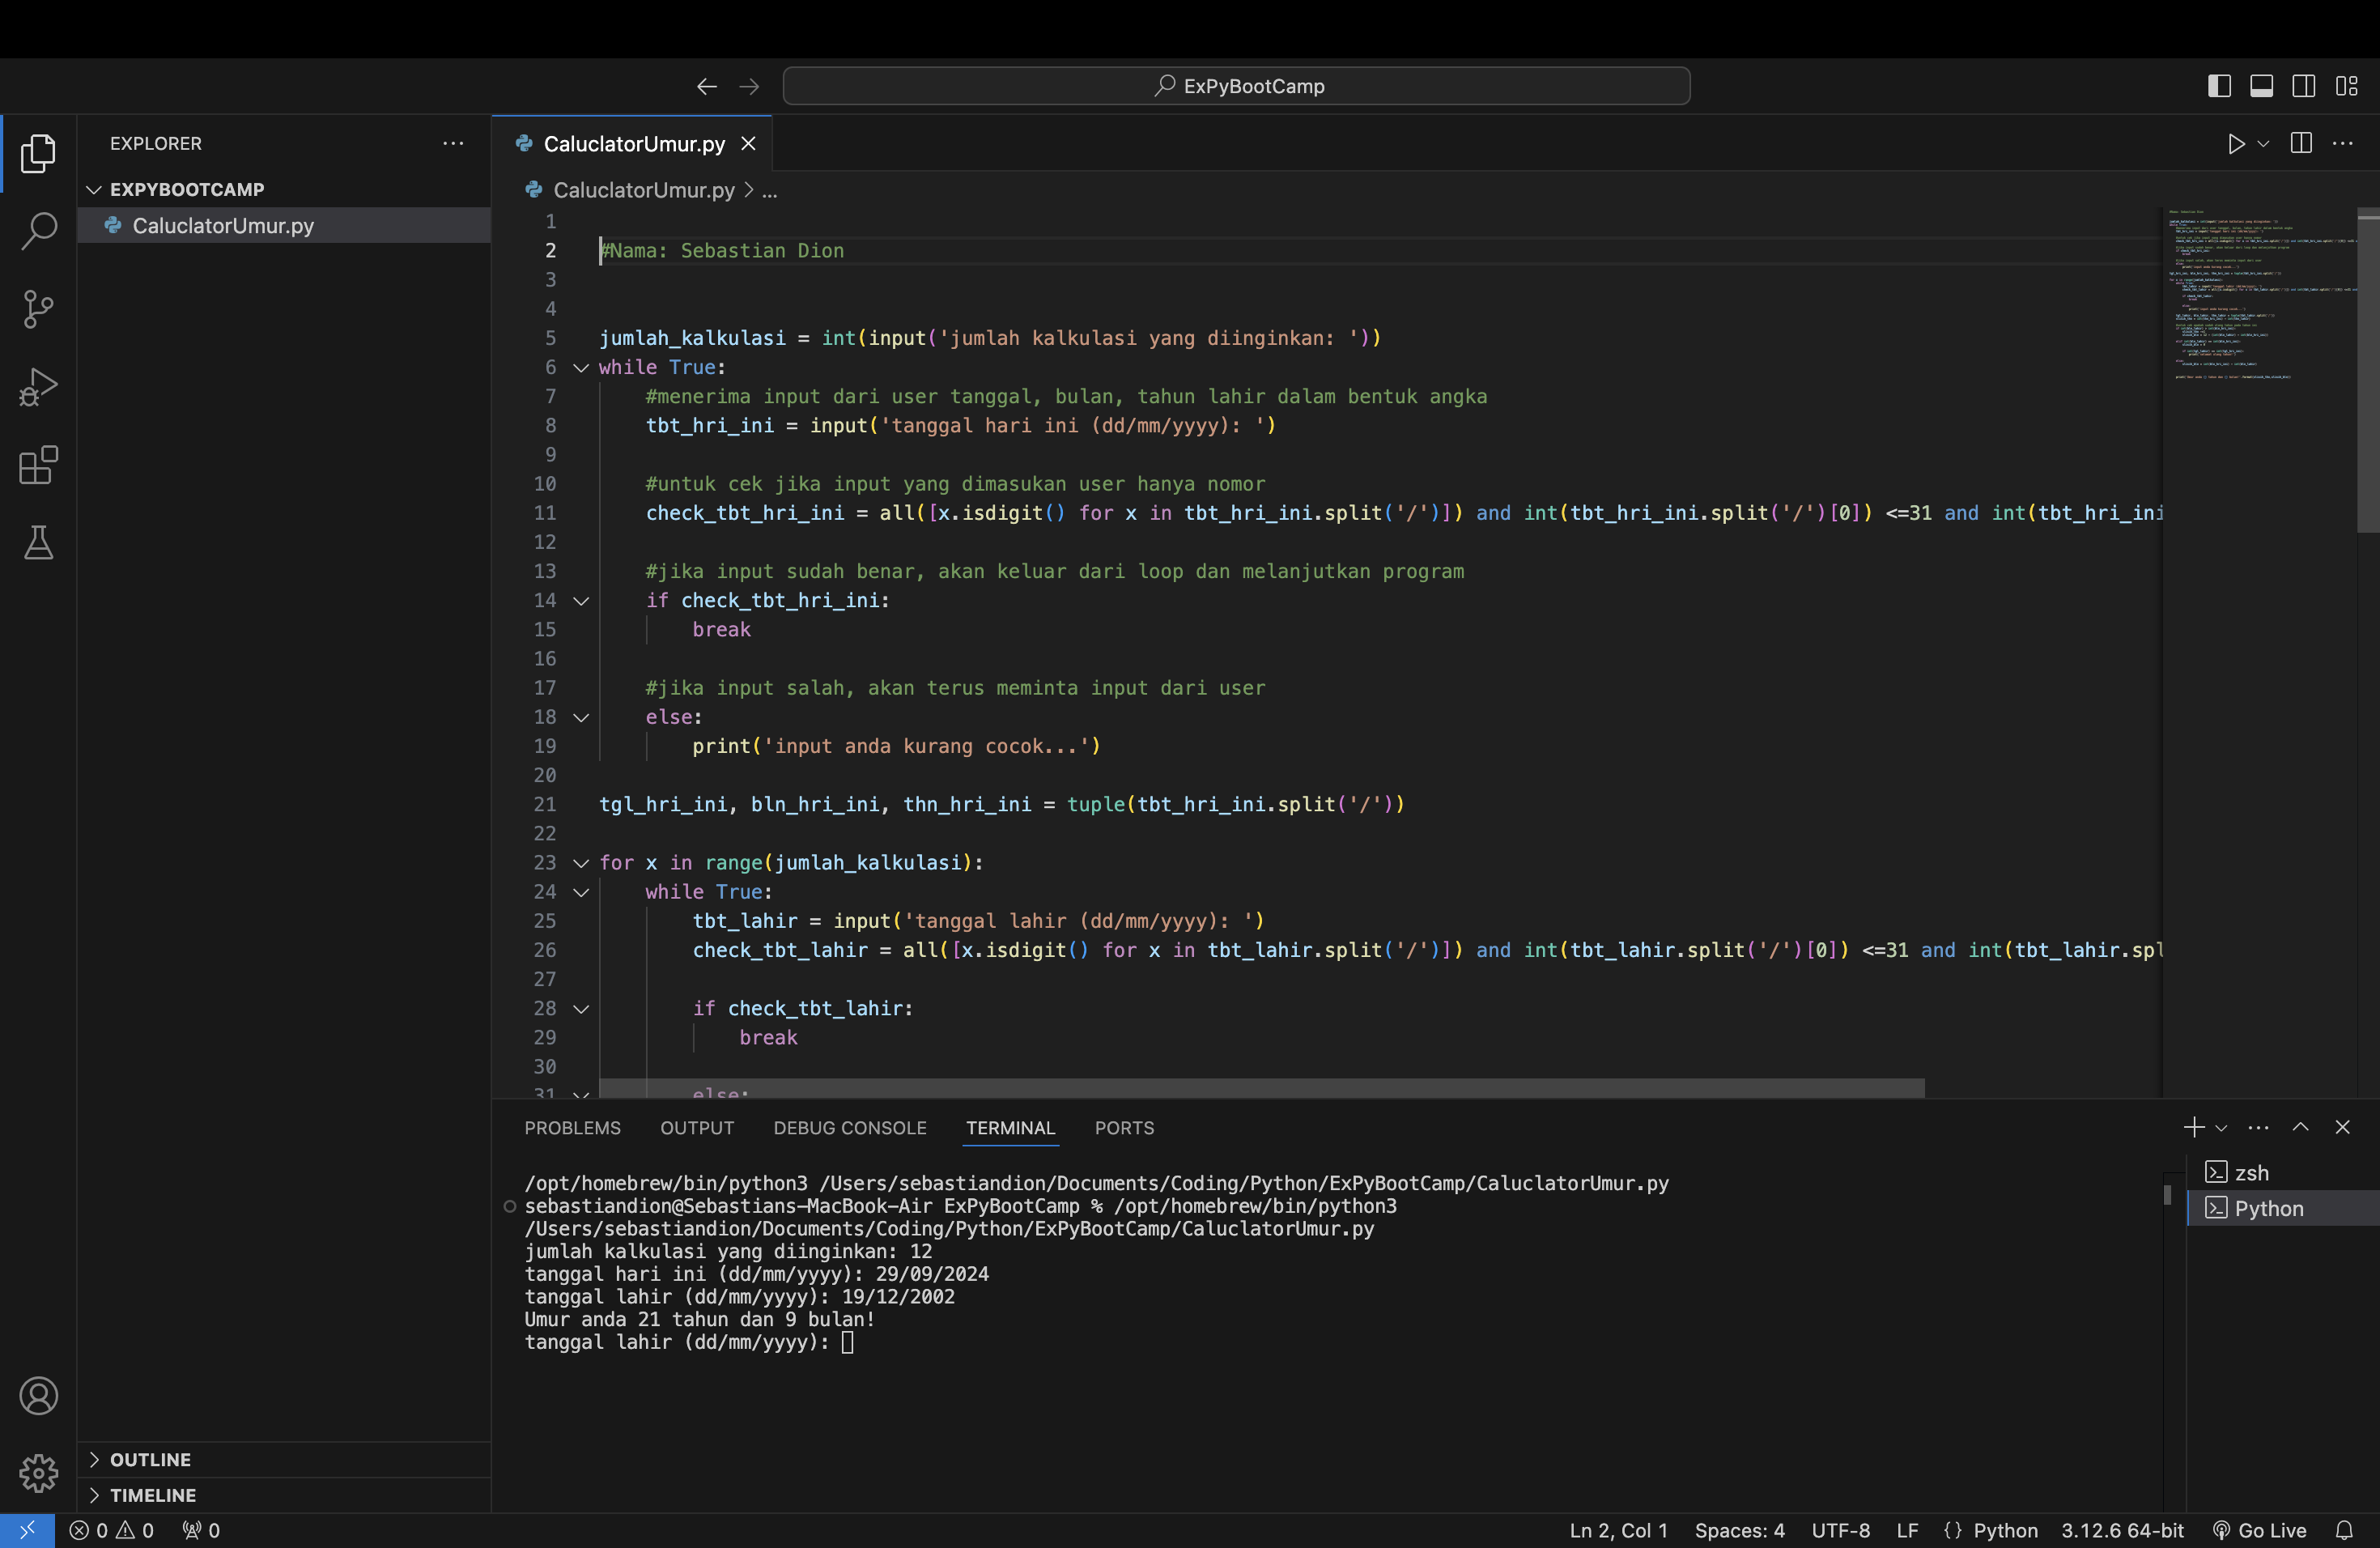 ExPyBootCamp
EXPLORER
EXPYBOOTCAMP
CaluclatorUmur.py
CaluclatorUmur.py
CaluclatorUmur.py > ...
1
2 #Nama: Sebastian Dion
3
4
5 jumlah_kalkulasi = int(input('jumlah kalkulasi yang diinginkan: '))
6 while True:
7 #menerima input dari user tanggal, bulan, tahun lahir dalam bentuk angka
8 tbt_hri_ini = input('tanggal hari ini (dd/mm/yyyy): ')
9
10 #untuk cek jika input yang dimasukan user hanya nomor
11 check_tbt_hri_ini = all([x.isdigit() for x in tbt_hri_ini.split('/')]) and int(tbt_hri_ini.split('/')[0]) <=31 and int(tbt_hri_ini
12
13 #jika input sudah benar, akan keluar dari loop dan melanjutkan program
14 if check_tbt_hri_ini:
15 break
16
17 #jika input salah, akan terus meminta input dari user
18 else:
19 print('input anda kurang cocok...')
20
21 tgl_hri_ini, bln_hri_ini, thn_hri_ini = tuple(tbt_hri_ini.split('/'))
22
23 for x in range(jumlah_kalkulasi):
24 while True:
25 tbt_lahir = input('tanggal lahir (dd/mm/yyyy): ')
26 check_tbt_lahir = all([x.isdigit() for x in tbt_lahir.split('/')]) and int(tbt_lahir.split('/')[0]) <=31 and int(tbt_lahir.spl
27
28 if check_tbt_lahir:
29 break
30
31 else:
PROBLEMS OUTPUT DEBUG CONSOLE TERMINAL PORTS
/opt/homebrew/bin/python3 /Users/sebastiandion/Documents/Coding/Python/ExPyBootCamp/CaluclatorUmur.py
sebastiandion@Sebastians-MacBook-Air ExPyBootCamp % /opt/homebrew/bin/python3
/Users/sebastiandion/Documents/Coding/Python/ExPyBootCamp/CaluclatorUmur.py
jumlah kalkulasi yang diinginkan: 12
tanggal hari ini (dd/mm/yyyy): 29/09/2024
tanggal lahir (dd/mm/yyyy): 19/12/2002
Umur anda 21 tahun dan 9 bulan!
tanggal lahir (dd/mm/yyyy):
zsh
Python
OUTLINE
TIMELINE
0 0 0
Ln 2, Col 1 Spaces: 4 UTF-8 LF {} Python 3.12.6 64-bit Go Live